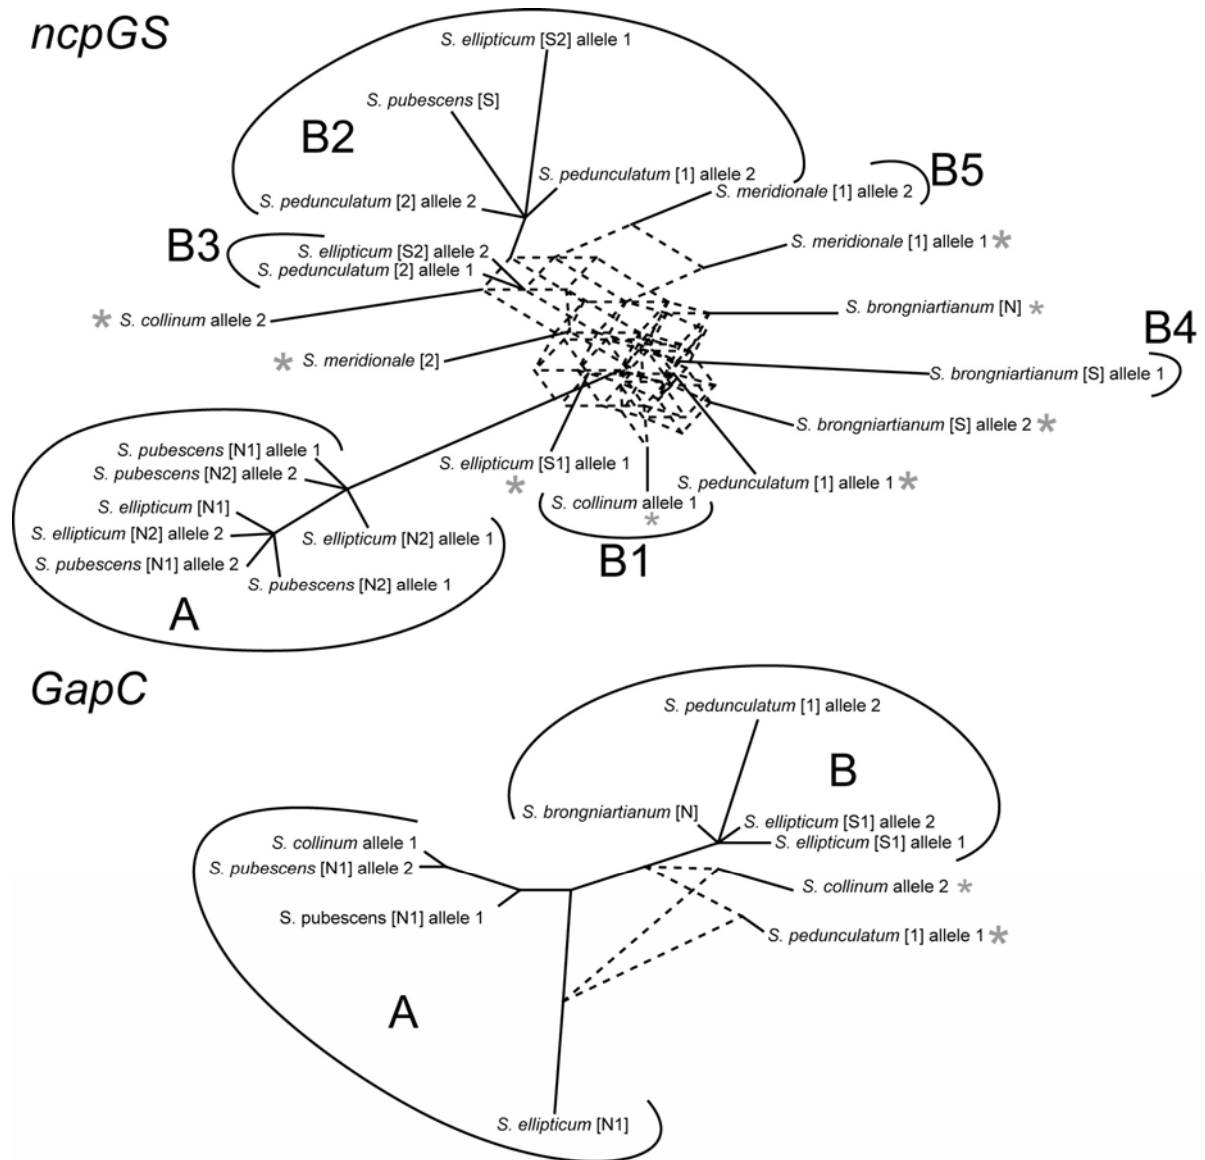 ncpGS
S. ellipticum [S2] allele 1
S. pubescens [S]
B2
S. pedunculatum [1] allele 2
B5
S. meridionale [1] allele 2
S. pedunculatum [2] allele 2
B3
S. ellipticum [S2] allele 2
S. meridionale [1] allele 1 *
S. pedunculatum [2] allele 1
S. brongniartianum [N] *
* S. collinum allele 2
B4
* S. meridionale [2]
S. brongniartianum [S] allele 1
S. brongniartianum [S] allele 2 *
S. pubescens [N1] allele 1
S. ellipticum [S1] allele 1
*
S. pubescens [N2] allele 2
S. pedunculatum [1] allele 1 *
S. collinum allele 1
*
S. ellipticum [N1]
S. ellipticum [N2] allele 2
S. ellipticum [N2] allele 1
B1
S. pubescens [N1] allele 2
S. pubescens [N2] allele 1
A
GapC
S. pedunculatum [1] allele 2
B
S. brongniartianum [N]
S. ellipticum [S1] allele 2
S. collinum allele 1
S. ellipticum [S1] allele 1
S. pubescens [N1] allele 2
S. collinum allele 2 *
S. pubescens [N1] allele 1
S. pedunculatum [1] allele 1 *
A
S. ellipticum [N1]